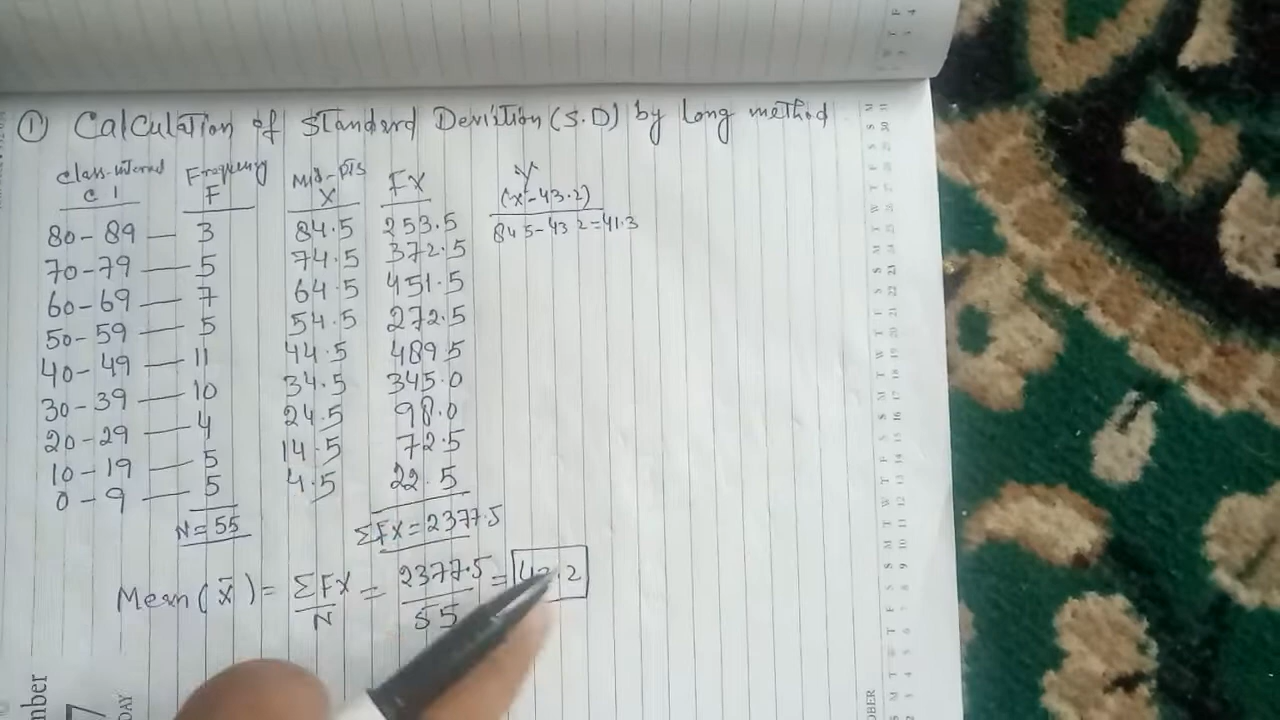 ① Calculation of Standard Devistion (S.D) by Long method
Class-interval Frequency Mid-pts FX Y
C I F X (x-43.2)
80-89 — 3 84.5 253.5 84 5-43 2=41.3
70-79 — 5 74.5 372.5
60-69 — 7 64.5 451.5
50-59 — 5 54.5 272.5
40-49 — 11 44.5 489.5
30-39 — 10 34.5 345.0
20-29 — 4 24.5 98.0
10-19 — 5 14.5 72.5
0-9 — 5 4.5 22.5
N=55 ΣFX=2377.5
Mean (x̄) = ΣFX/N = 2377.5/55 =